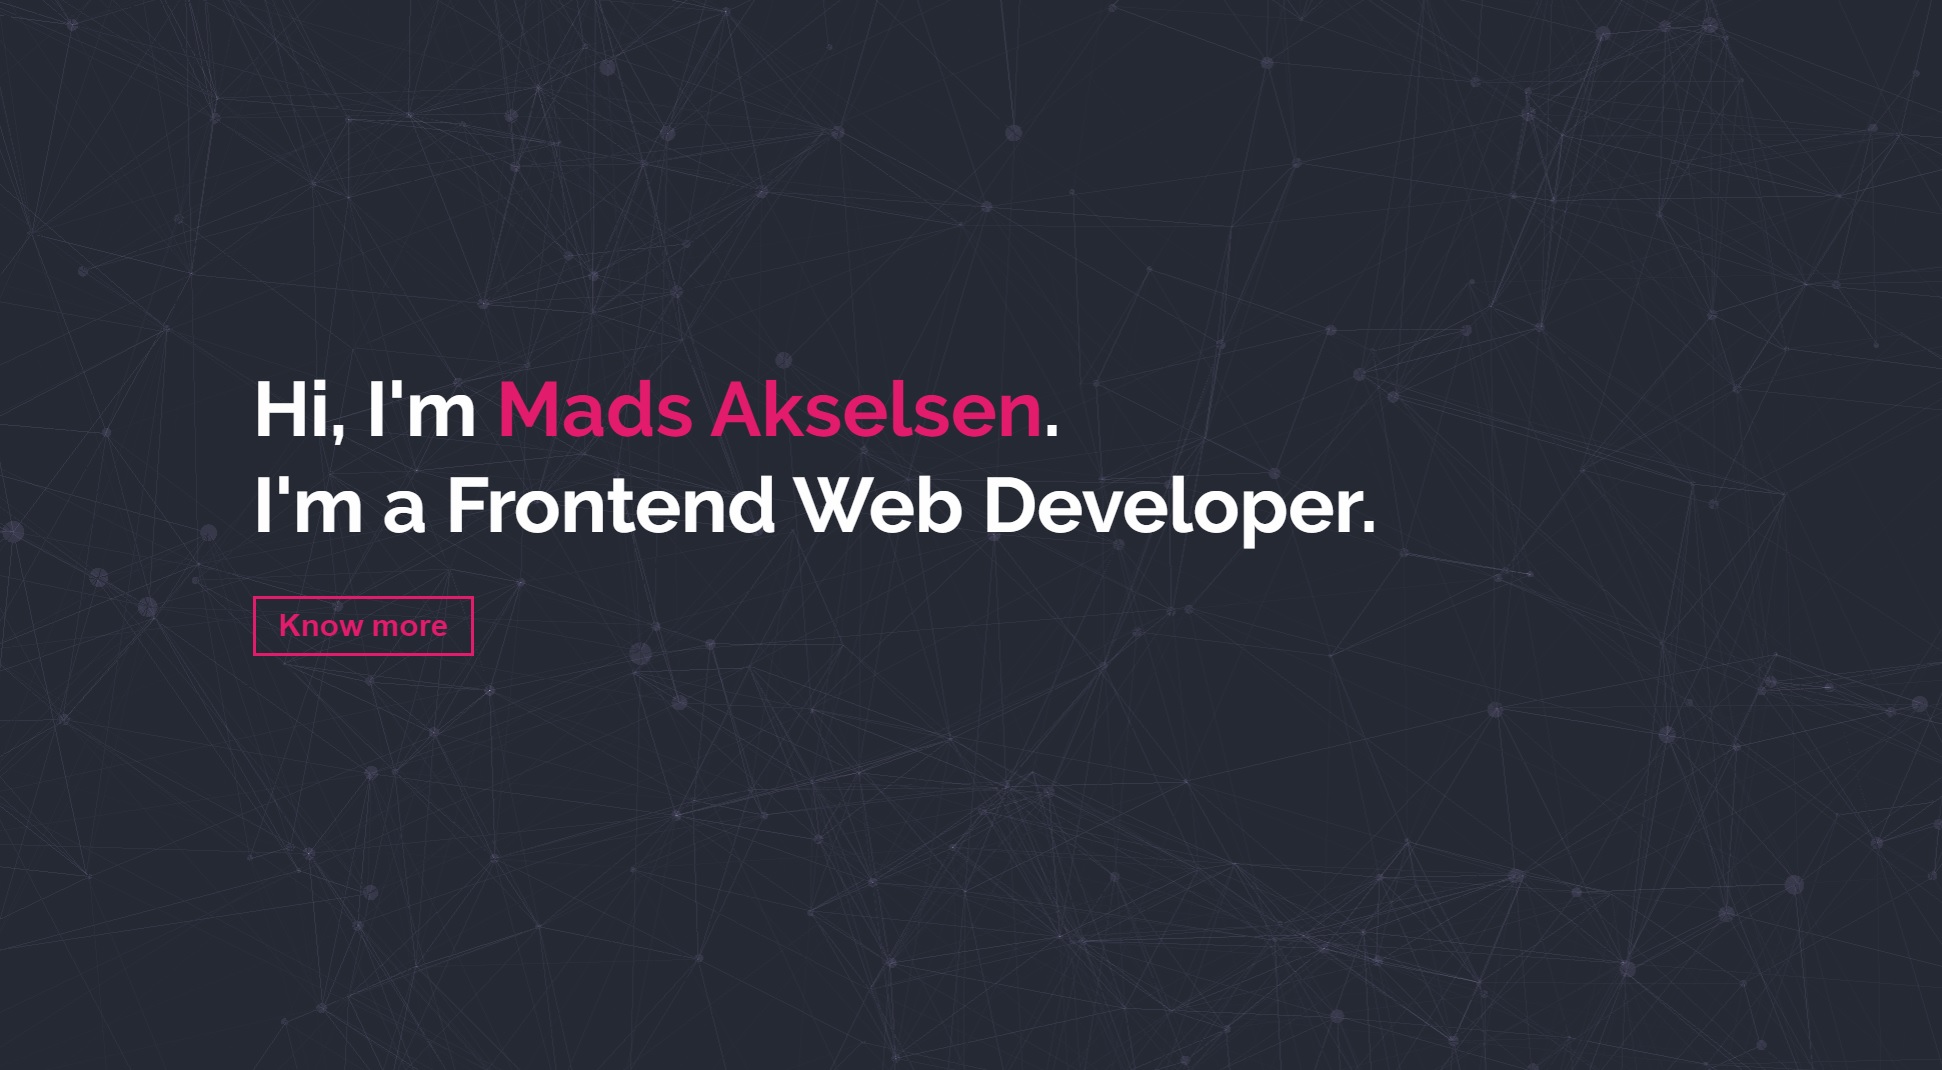 Hi, I'm Mads Akselsen.
I'm a Frontend Web Developer.
Know more